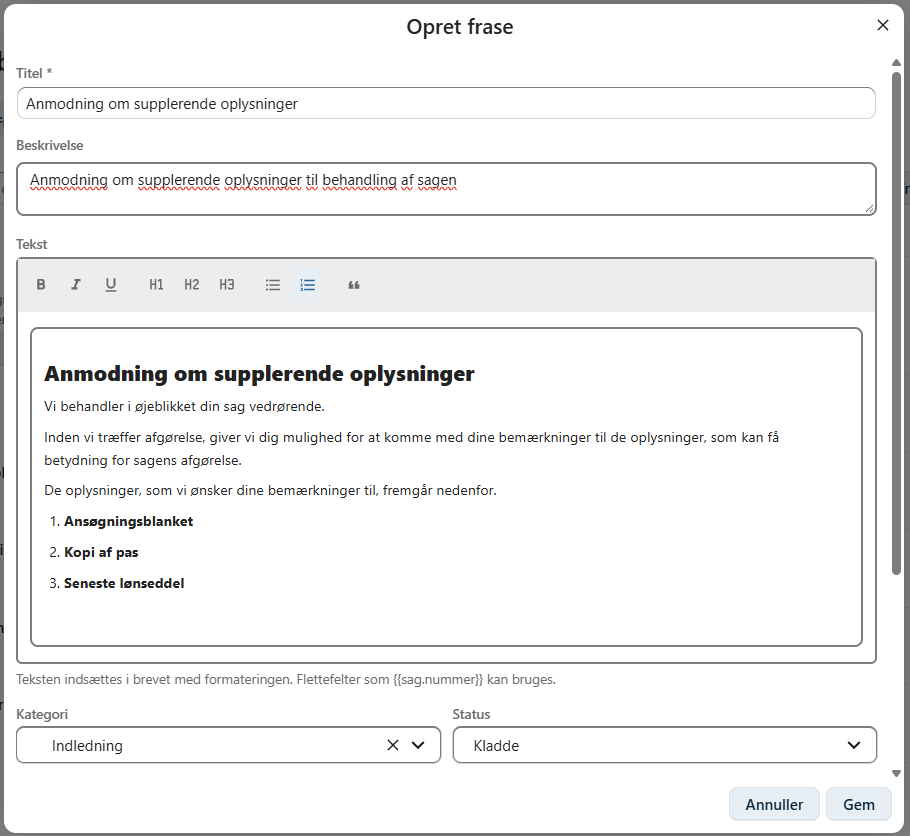 Opret frase
Titel *
Anmodning om supplerende oplysninger
Beskrivelse
Anmodning om supplerende oplysninger til behandling af sagen
Tekst
B I U H1 H2 H3
Anmodning om supplerende oplysninger
Vi behandler i øjeblikket din sag vedrørende.
Inden vi træffer afgørelse, giver vi dig mulighed for at komme med dine bemærkninger til de oplysninger, som kan få
betydning for sagens afgørelse.
De oplysninger, som vi ønsker dine bemærkninger til, fremgår nedenfor.
1. Ansøgningsblanket
2. Kopi af pas
3. Seneste lønseddel
Teksten indsættes i brevet med formateringen. Flettefelter som {{sag.nummer}} kan bruges.
Kategori Status
Indledning Kladde
Annuller Gem